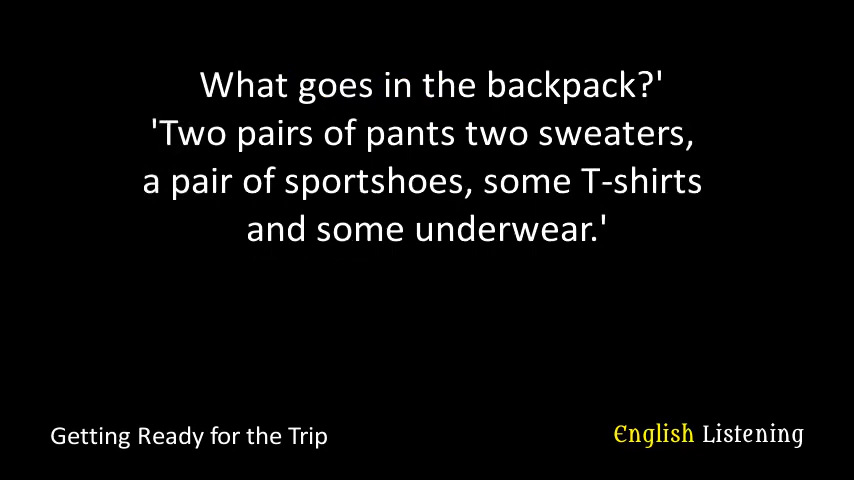 What goes in the backpack?'
'Two pairs of pants two sweaters,
a pair of sportshoes, some T-shirts
and some underwear.'
Getting Ready for the Trip
English Listening